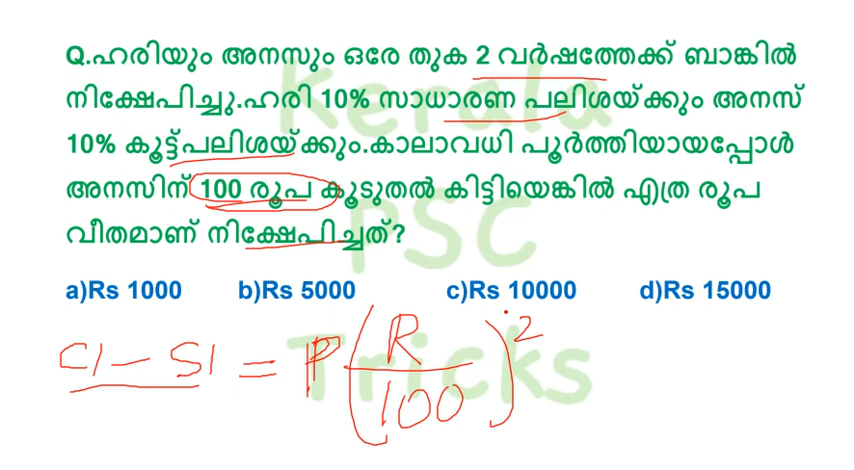 Q.ഹരിയും അനസും ഒരേ തുക 2 വർഷത്തേക്ക് ബാങ്കിൽ
നിക്ഷേപിച്ചു.ഹരി 10% സാധാരണ പലിശയ്ക്കും അനസ്
10% കൂട്ട്പലിശയ്ക്കും.കാലാവധി പൂർത്തിയായപ്പോൾ
അനസിന് 100 രൂപ കൂടുതൽ കിട്ടിയെങ്കിൽ എത്ര രൂപ
വീതമാണ് നിക്ഷേപിച്ചത്?
a)Rs 1000 b)Rs 5000 c)Rs 10000 d)Rs 15000
CI - SI = P(R/100)²
Kerala
PSC
Tricks